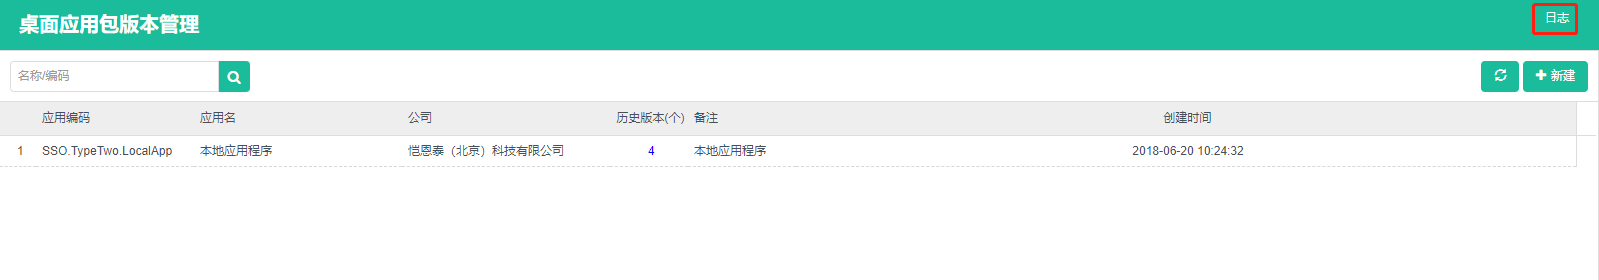 桌面应用包版本管理
日志
名称/编码
新建
应用编码 应用名 公司 历史版本(个) 备注 创建时间
1 SSO.TypeTwo.LocalApp 本地应用程序 恺恩泰（北京）科技有限公司 4 本地应用程序 2018-06-20 10:24:32